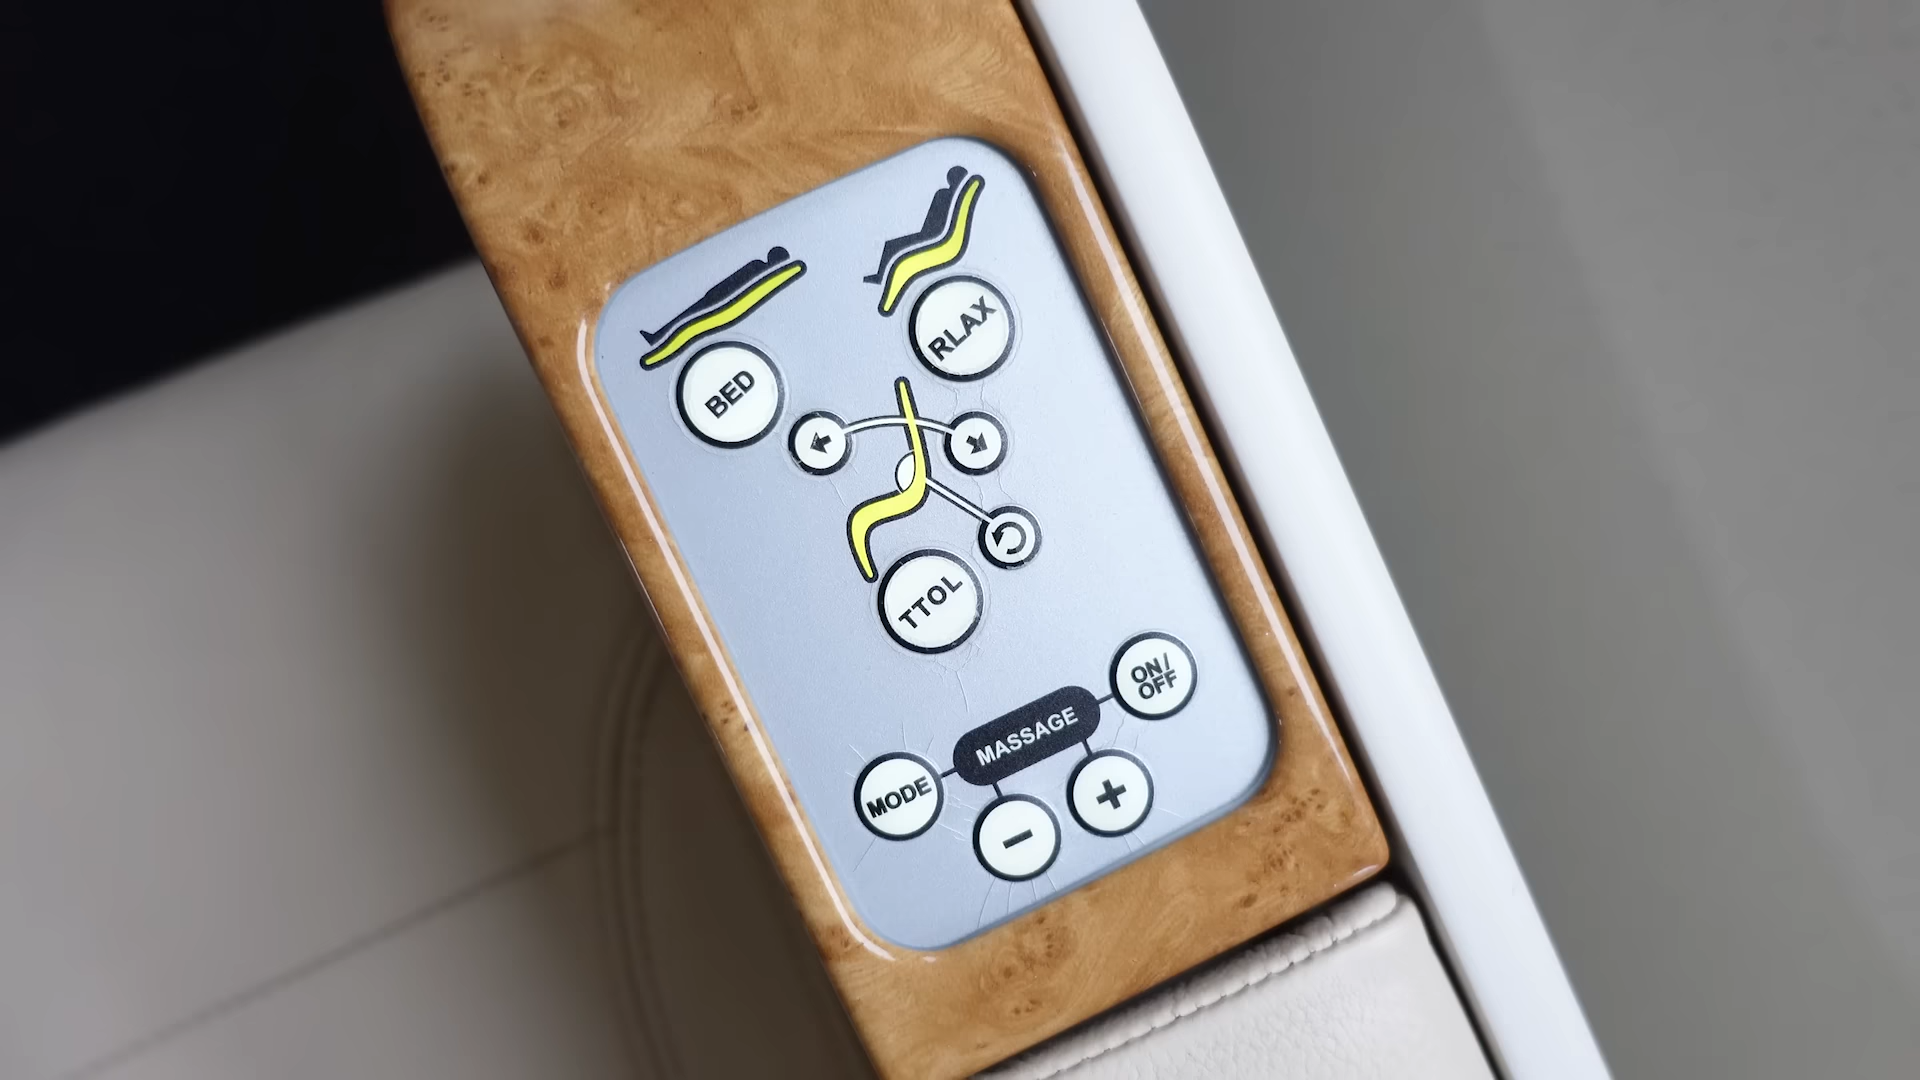 BED
RLAX
TTOL
MASSAGE
ON/
OFF
MODE
-
+